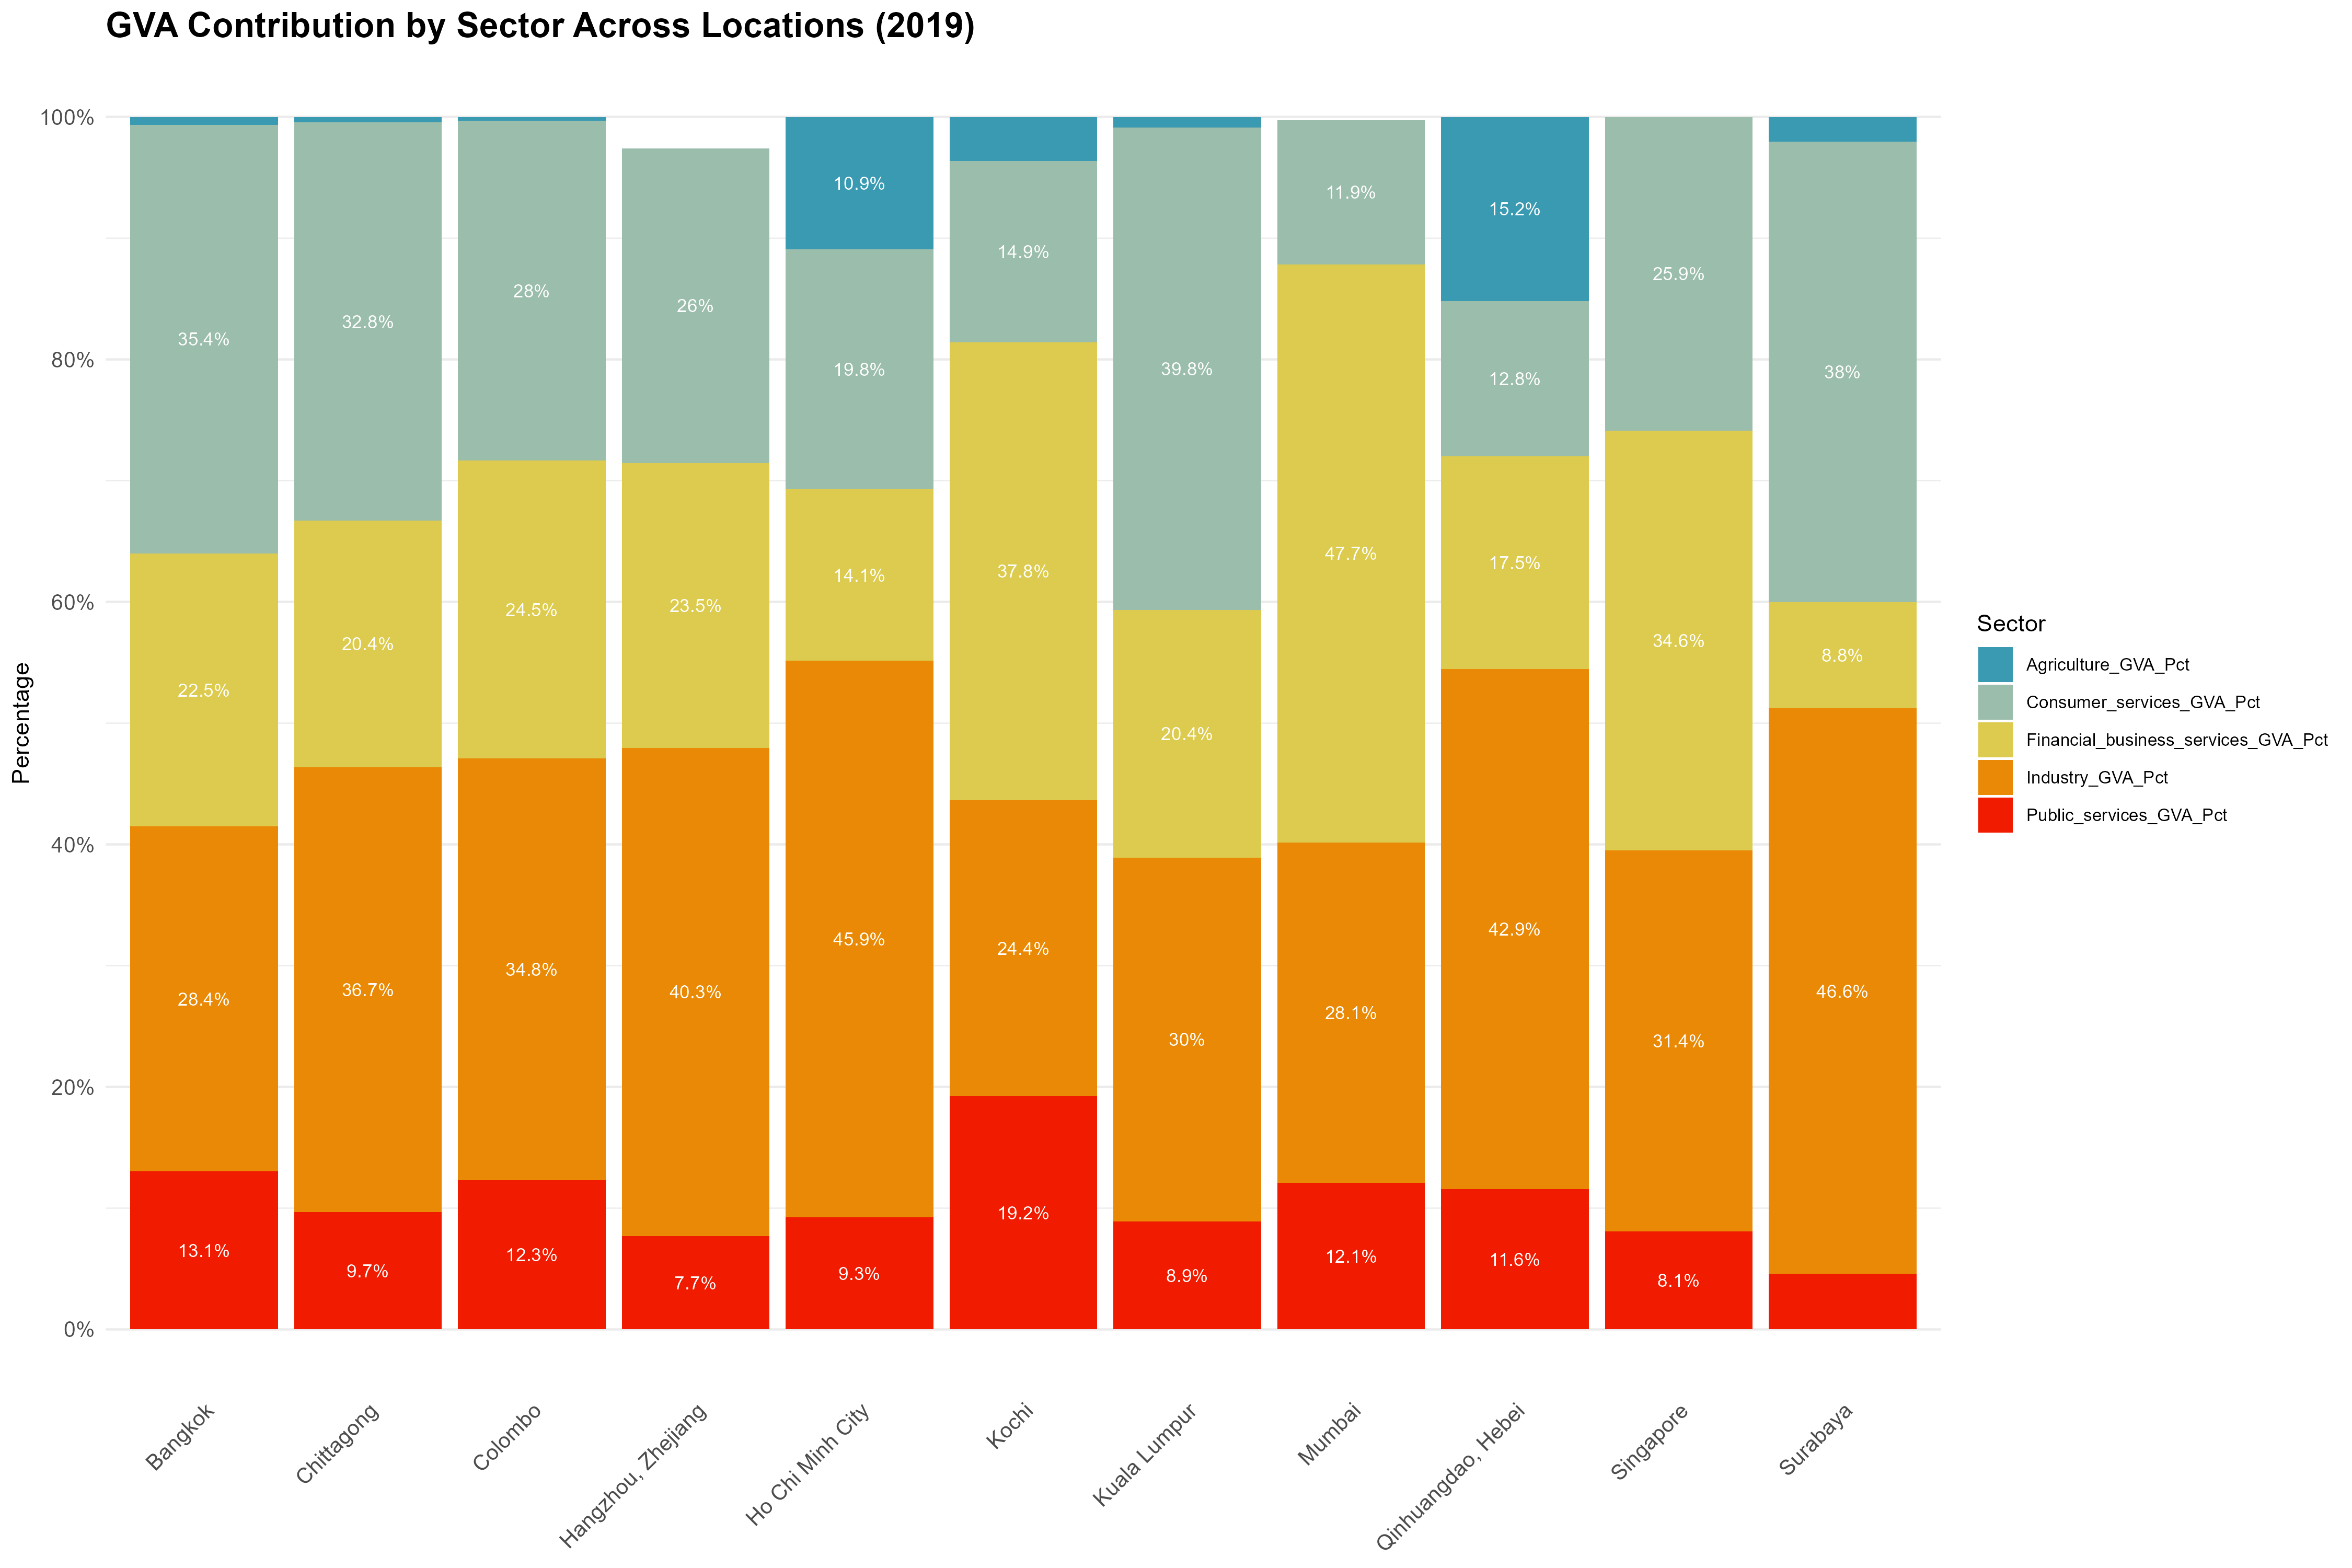 GVA Contribution by Sector Across Locations (2019)
Percentage
100%
80%
60%
40%
20%
0%
35.4%
22.5%
28.4%
13.1%
32.8%
20.4%
36.7%
9.7%
28%
24.5%
34.8%
12.3%
26%
23.5%
40.3%
7.7%
10.9%
19.8%
14.1%
45.9%
9.3%
14.9%
37.8%
24.4%
19.2%
39.8%
20.4%
30%
8.9%
11.9%
47.7%
28.1%
12.1%
15.2%
12.8%
17.5%
42.9%
11.6%
25.9%
34.6%
31.4%
8.1%
38%
8.8%
46.6%
Bangkok
Chittagong
Colombo
Hangzhou, Zhejiang
Ho Chi Minh City
Kochi
Kuala Lumpur
Mumbai
Qinhuangdao, Hebei
Singapore
Surabaya
Sector
Agriculture_GVA_Pct
Consumer_services_GVA_Pct
Financial_business_services_GVA_Pct
Industry_GVA_Pct
Public_services_GVA_Pct